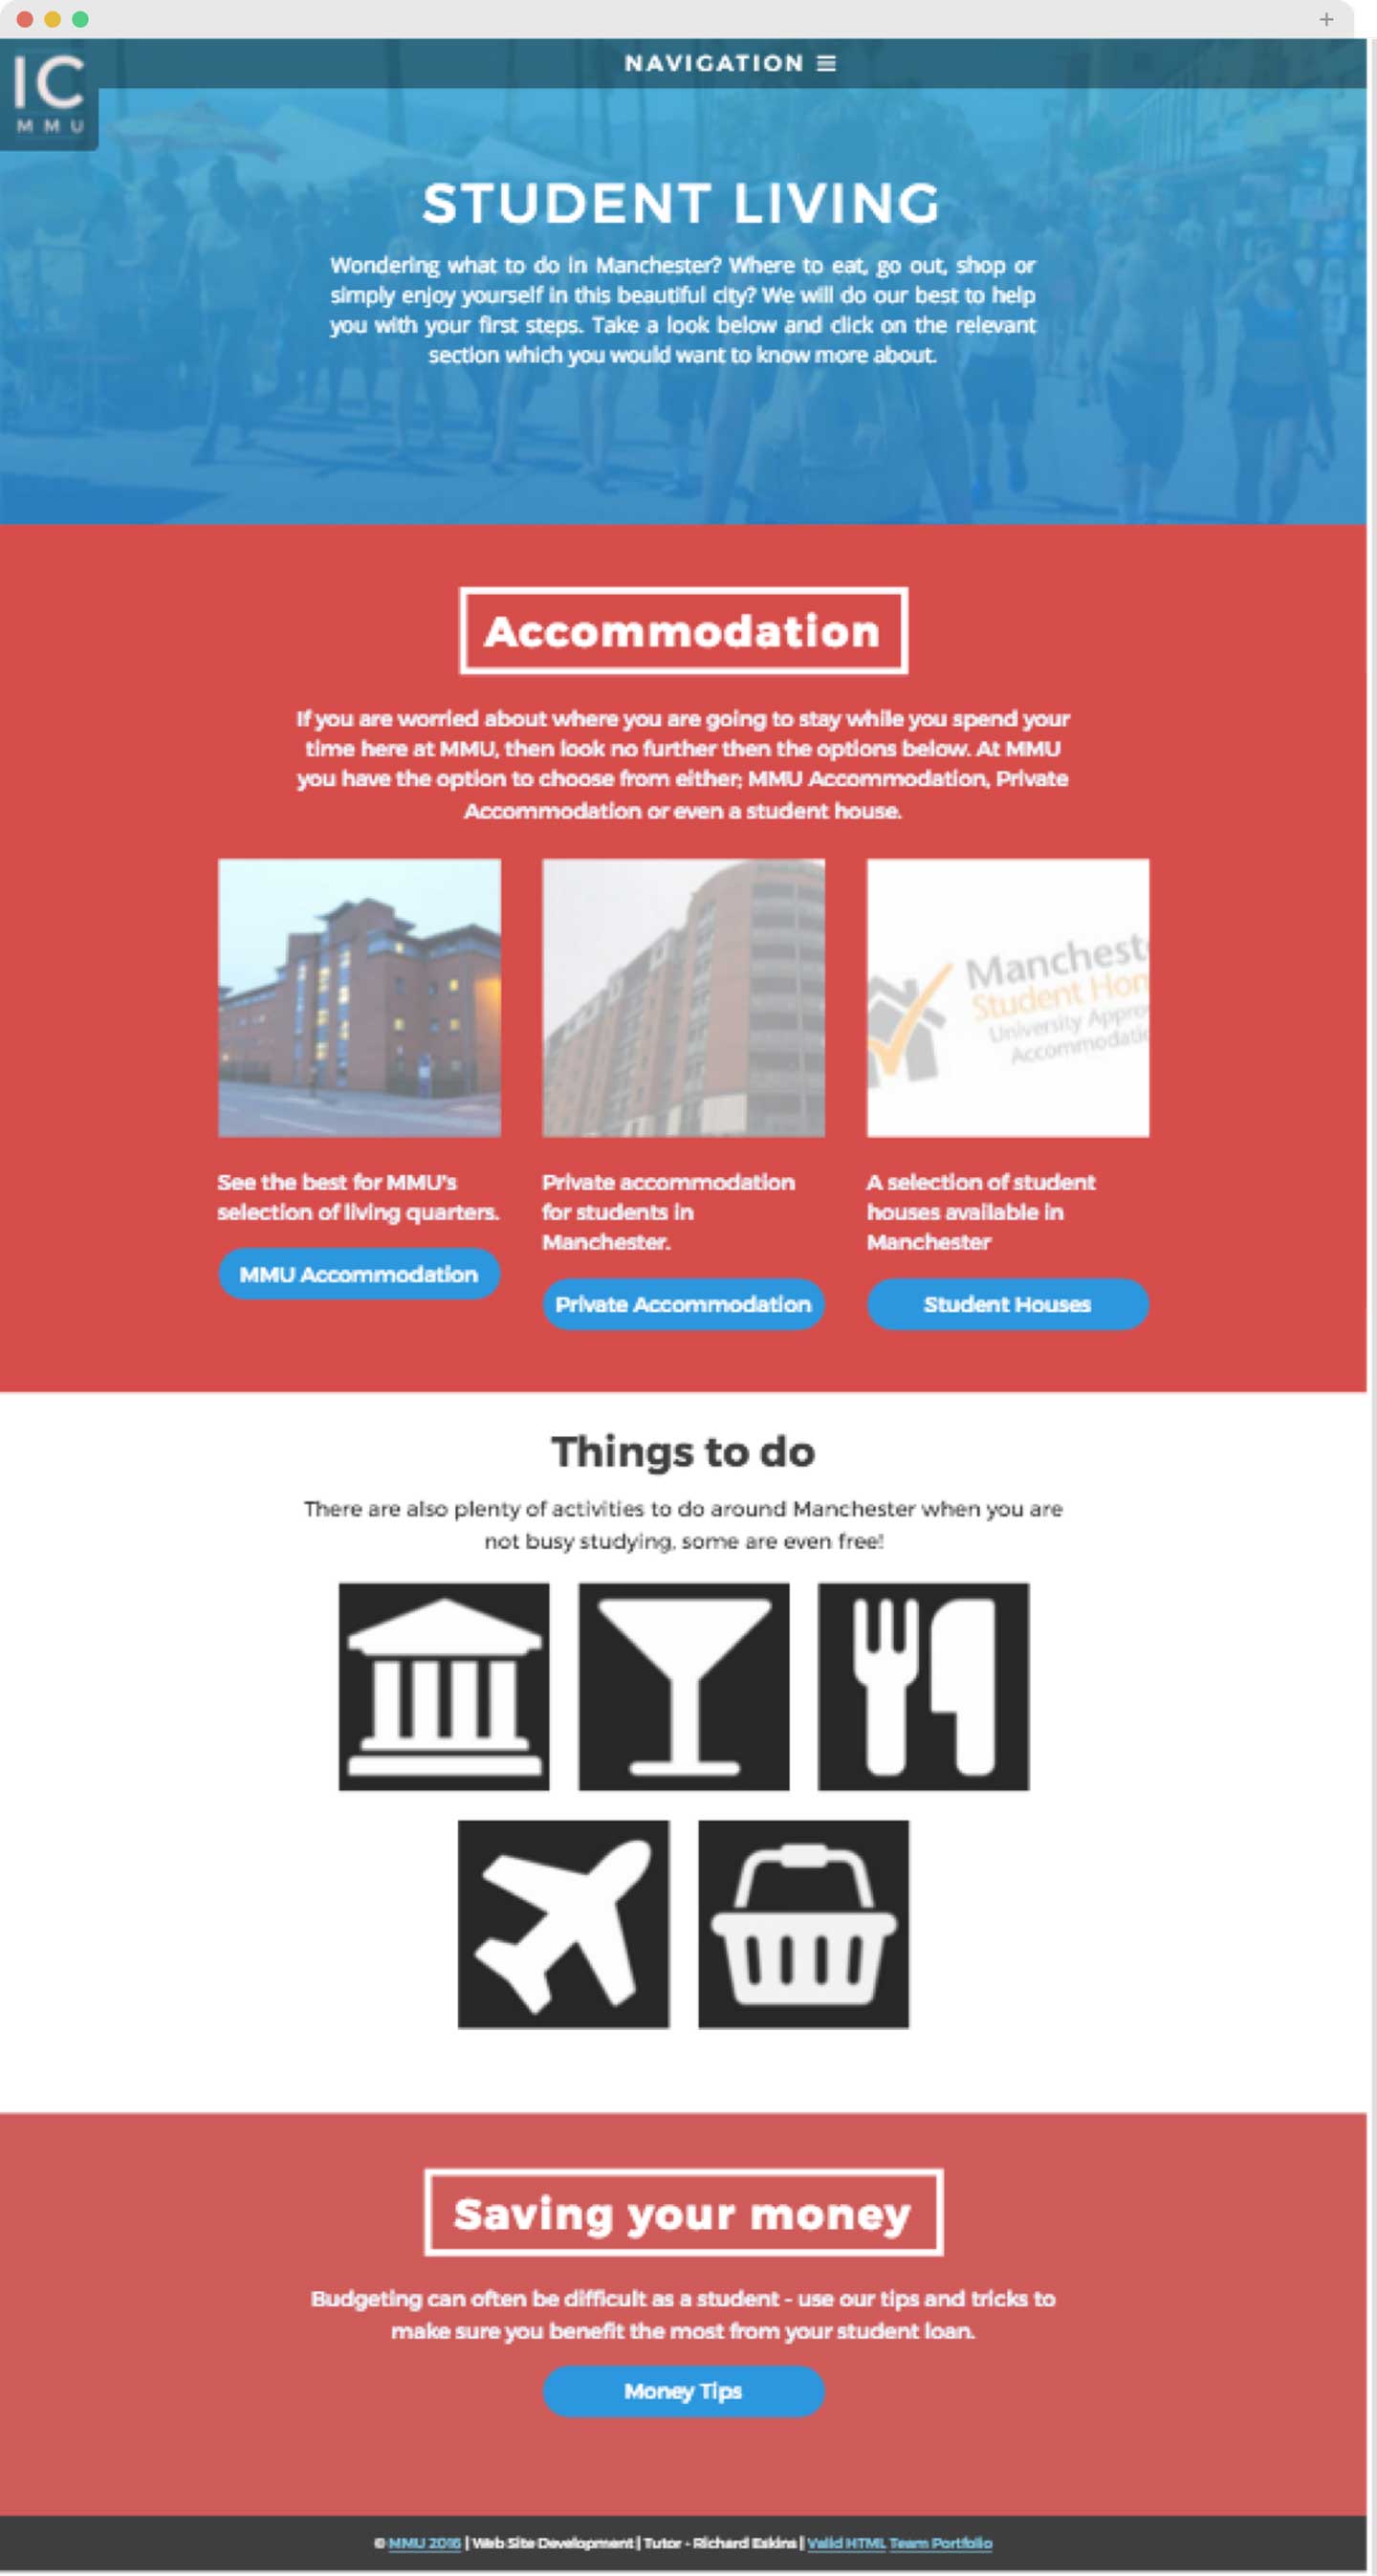 NAVIGATION
IC
MMU
STUDENT LIVING
Wondering what to do in Manchester? Where to eat, go out, shop or
simply enjoy yourself in this beautiful city? We will do our best to help
you with your first steps. Take a look below and click on the relevant
section which you would want to know more about.
Accommodation
If you are worried about where you are going to stay while you spend your
time here at MMU, then look no further then the options below. At MMU
you have the option to choose from either; MMU Accommodation, Private
Accommodation or even a student house.
Manchest
Student Hom
University Approv
Accommodatio
See the best for MMU's
selection of living quarters.
MMU Accommodation
Private accommodation
for students in
Manchester.
Private Accommodation
A selection of student
houses available in
Manchester
Student Houses
Things to do
There are also plenty of activities to do around Manchester when you are
not busy studying, some are even free!
Saving your money
Budgeting can often be difficult as a student - use our tips and tricks to
make sure you benefit the most from your student loan.
Money Tips
© MMU 2016 | Web Site Development | Tutor - Richard Eskins | Valid HTML Team Portfolio